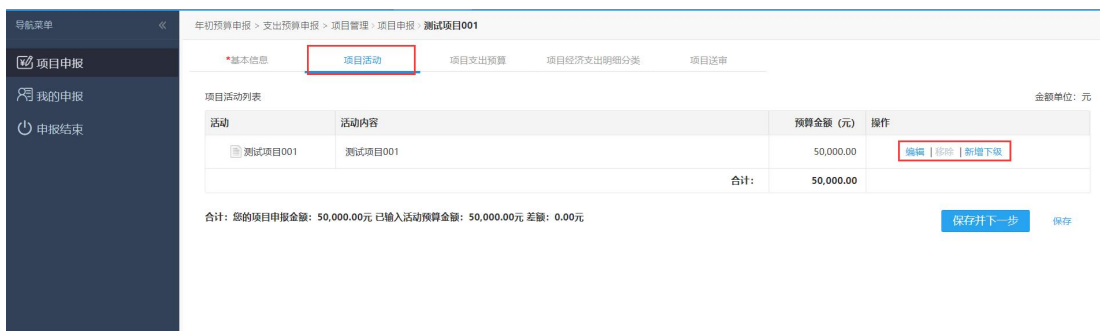 导航菜单 «
年初预算申报 > 支出预算申报 > 项目管理 > 项目申报 > 测试项目001
项目申报
我的申报
申报结束
*基本信息 项目活动 项目支出预算 项目经济支出明细分类 项目送审
项目活动列表 金额单位：元
活动 活动内容 预算金额（元） 操作
测试项目001 测试项目001 50,000.00 编辑 | 移除 | 新增下级
合计： 50,000.00
合计：您的项目申报金额：50,000.00元 已输入活动预算金额：50,000.00元 差额：0.00元
保存并下一步 保存